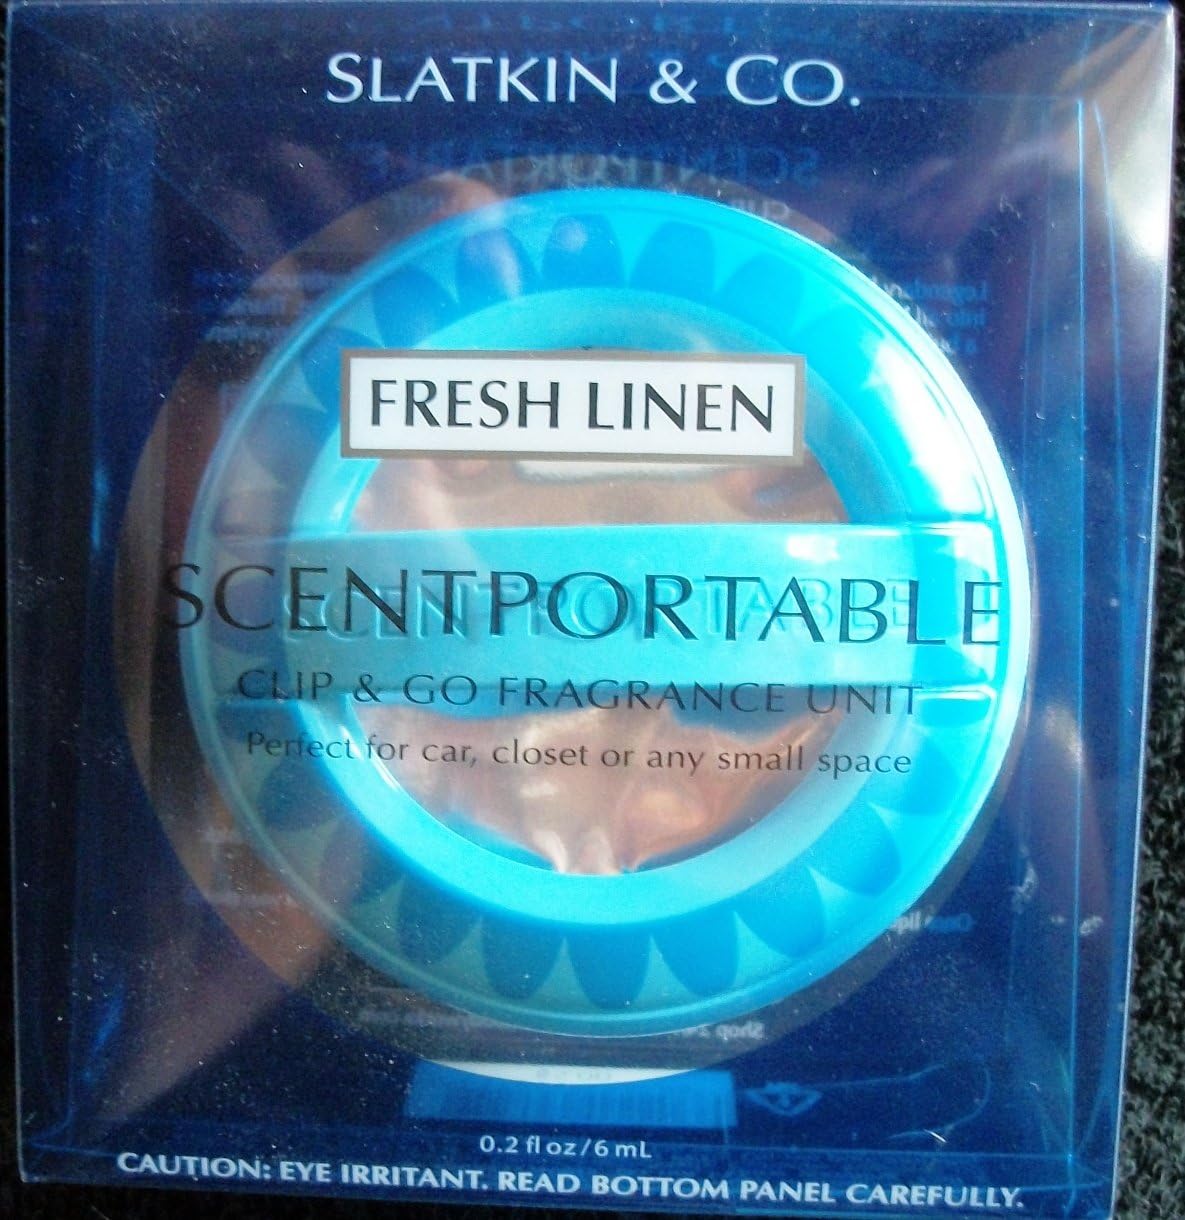 SLATKIN & CO.
FRESH LINEN
SCENTPORTABLE
SCENTPORTABLE
CLIP & GO FRAGRANCE UNIT
Perfect for car, closet or any small space
0.2 fl oz/6 mL
CAUTION: EYE IRRITANT. READ BOTTOM PANEL CAREFULLY.